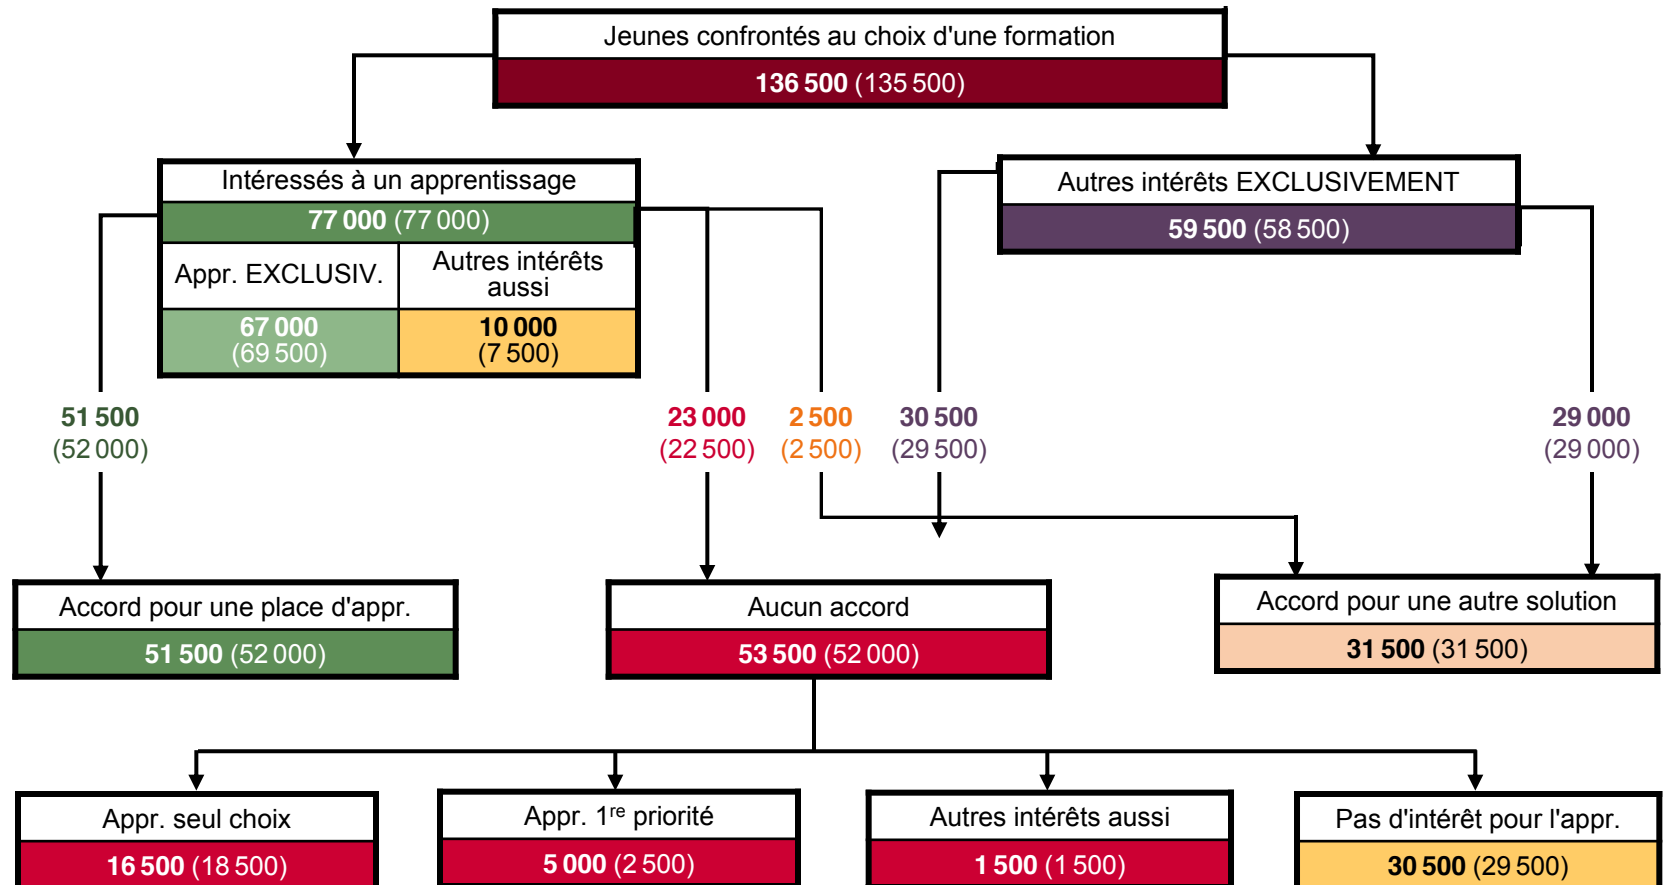 Jeunes confrontés au choix d'une formation
136 500 (135 500)
Intéressés à un apprentissage
77 000 (77 000)
Appr. EXCLUSIV.
Autres intérêts
aussi
67 000
(69 500)
10 000
(7 500)
Autres intérêts EXCLUSIVEMENT
59 500 (58 500)
51 500
(52 000)
23 000
(22 500)
2 500
(2 500)
30 500
(29 500)
29 000
(29 000)
Accord pour une place d'appr.
51 500 (52 000)
Aucun accord
53 500 (52 000)
Accord pour une autre solution
31 500 (31 500)
Appr. seul choix
16 500 (18 500)
Appr. 1re priorité
5 000 (2 500)
Autres intérêts aussi
1 500 (1 500)
Pas d'intérêt pour l'appr.
30 500 (29 500)